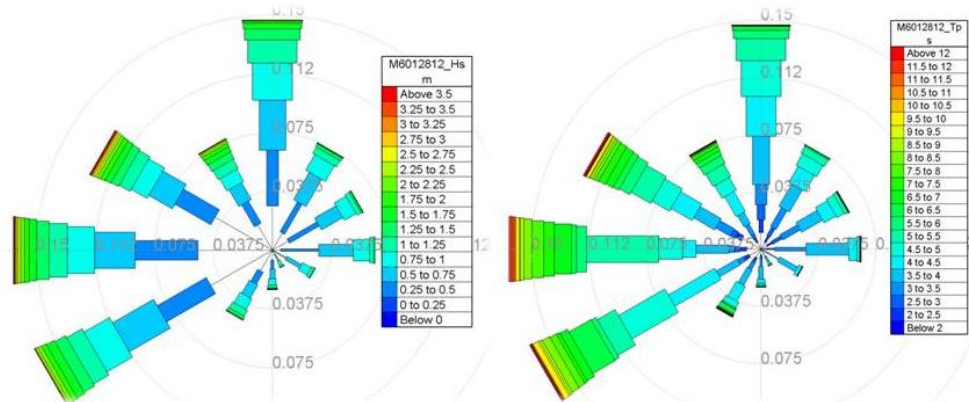 0.15
0.112
0.075
0.0375
0.15 0.112 0.075 0.0375
0.0375
0.075
12
M6012812_Hs
m
Above 3.5
3.25 to 3.5
3 to 3.25
2.75 to 3
2.5 to 2.75
2.25 to 2.5
2 to 2.25
1.75 to 2
1.5 to 1.75
1.25 to 1.5
1 to 1.25
0.75 to 1
0.5 to 0.75
0.25 to 0.5
0 to 0.25
Below 0
0.15
0.112
0.075
0.0375
0.15 0.112 0.075 0.0375
0.0375
0.0375
0.075
M6012812_Tp
s
Above 12
11.5 to 12
11 to 11.5
10.5 to 11
10 to 10.5
9.5 to 10
9 to 9.5
8.5 to 9
8 to 8.5
7.5 to 8
7 to 7.5
6.5 to 7
6 to 6.5
5.5 to 6
5 to 5.5
4.5 to 5
4 to 4.5
3.5 to 4
3 to 3.5
2.5 to 3
2 to 2.5
Below 2